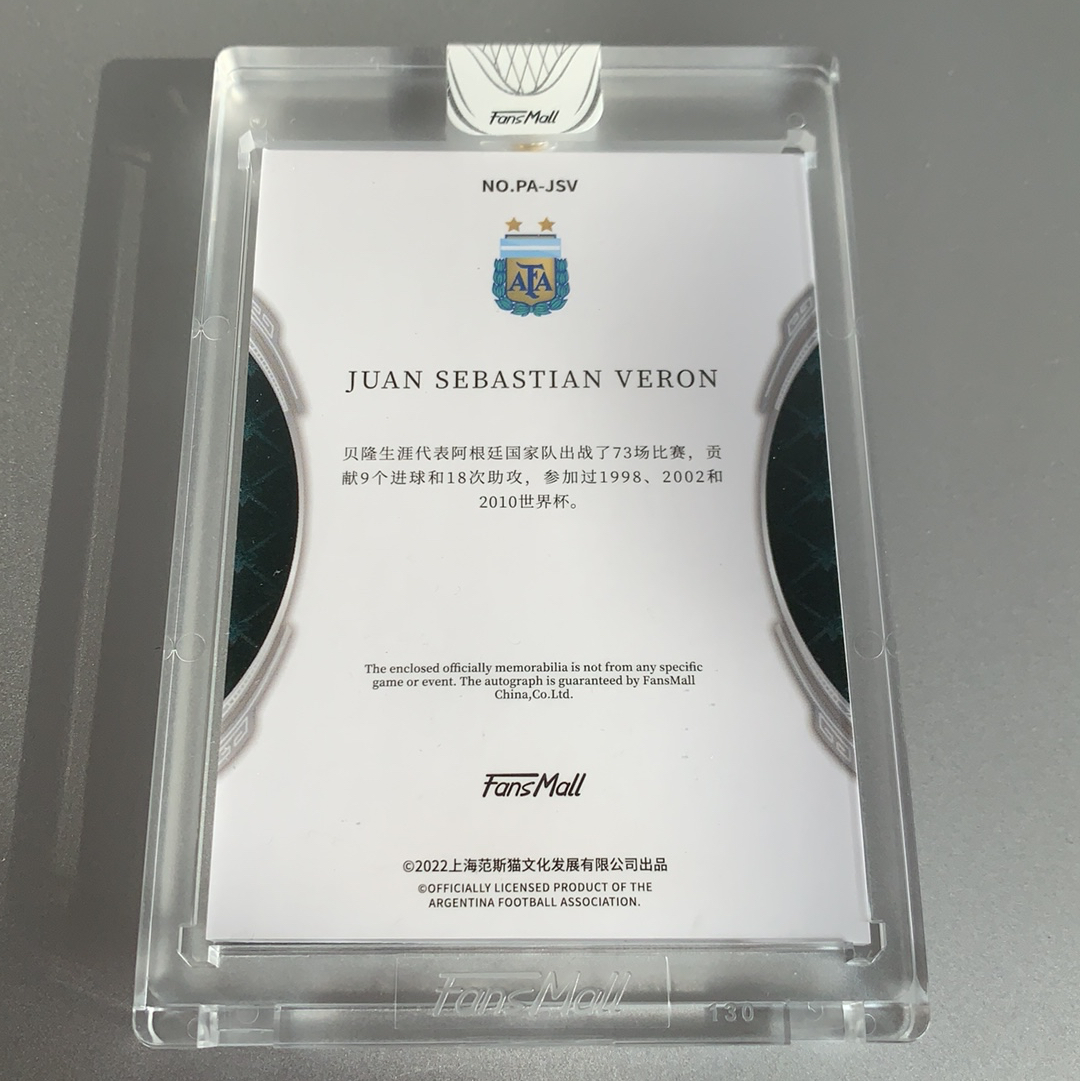 FansMall
NO.PA-JSV
AFA
JUAN SEBASTIAN VERON
贝隆生涯代表阿根廷国家队出战了73场比赛，贡
献9个进球和18次助攻，参加过1998、2002和
2010世界杯。
The enclosed officially memorabilia is not from any specific
game or event. The autograph is guaranteed by FansMall
China,Co.Ltd.
FansMall
©2022上海范斯猫文化发展有限公司出品
©OFFICIALLY LICENSED PRODUCT OF THE
ARGENTINA FOOTBALL ASSOCIATION.
FansMall
130